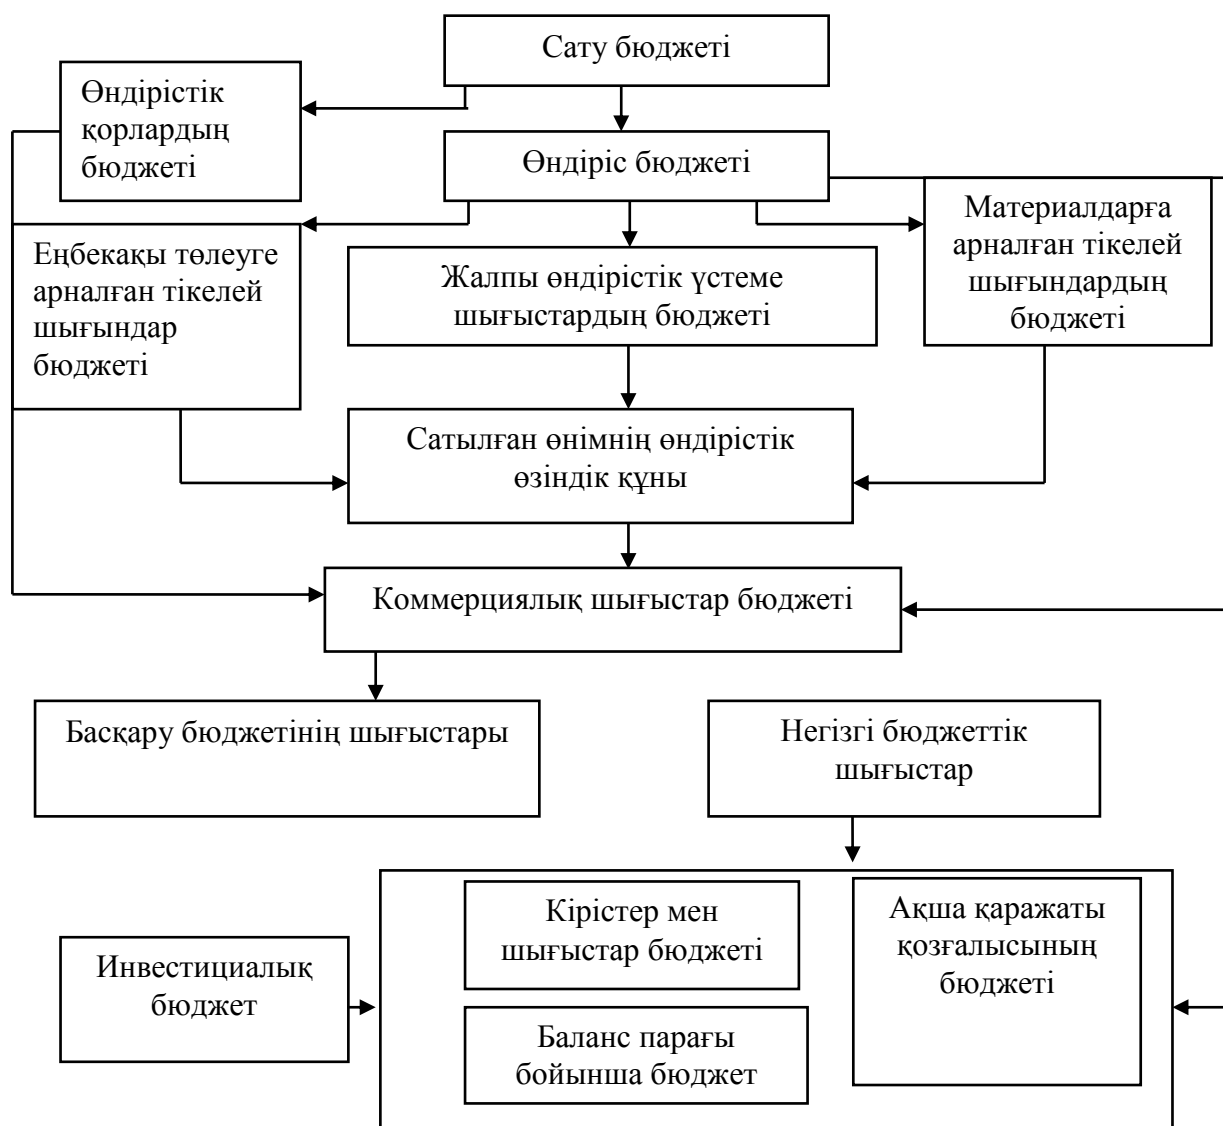 Сату бюджеті
Өндірістік
қорлардың
бюджеті
Өндіріс бюджеті
Материалдарға
арналған тікелей
шығындардың
бюджеті
Еңбекақы төлеуге
арналған тікелей
шығындар
бюджеті
Жалпы өндірістік үстеме
шығыстардың бюджеті
Сатылған өнімнің өндірістік
өзіндік құны
Коммерциялық шығыстар бюджеті
Басқару бюджетінің шығыстары
Негізгі бюджеттік
шығыстар
Кірістер мен
шығыстар бюджеті
Ақша қаражаты
қозғалысының
бюджеті
Инвестициалық
бюджет
Баланс парағы
бойынша бюджет